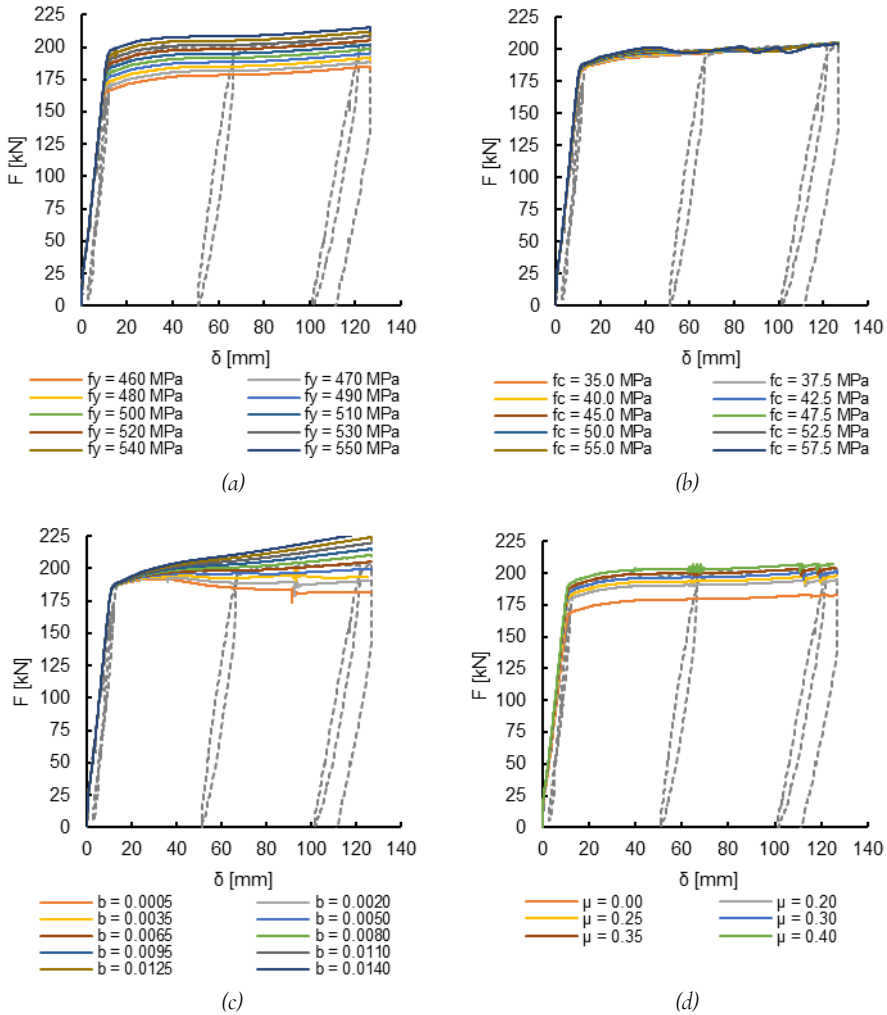 225
200
175
150
125
100
75
50
25
0
F [kN]
0 20 40 60 80 100 120 140
δ [mm]
fy = 460 MPa fy = 470 MPa
fy = 480 MPa fy = 490 MPa
fy = 500 MPa fy = 510 MPa
fy = 520 MPa fy = 530 MPa
fy = 540 MPa fy = 550 MPa
(a)
225
200
175
150
125
100
75
50
25
0
F [kN]
0 20 40 60 80 100 120 140
δ [mm]
fc = 35.0 MPa fc = 37.5 MPa
fc = 40.0 MPa fc = 42.5 MPa
fc = 45.0 MPa fc = 47.5 MPa
fc = 50.0 MPa fc = 52.5 MPa
fc = 55.0 MPa fc = 57.5 MPa
(b)
225
200
175
150
125
100
75
50
25
0
F [kN]
0 20 40 60 80 100 120 140
δ [mm]
b = 0.0005 b = 0.0020
b = 0.0035 b = 0.0050
b = 0.0065 b = 0.0080
b = 0.0095 b = 0.0110
b = 0.0125 b = 0.0140
(c)
225
200
175
150
125
100
75
50
25
0
F [kN]
0 20 40 60 80 100 120 140
δ [mm]
μ = 0.00 μ = 0.20
μ = 0.25 μ = 0.30
μ = 0.35 μ = 0.40
(d)